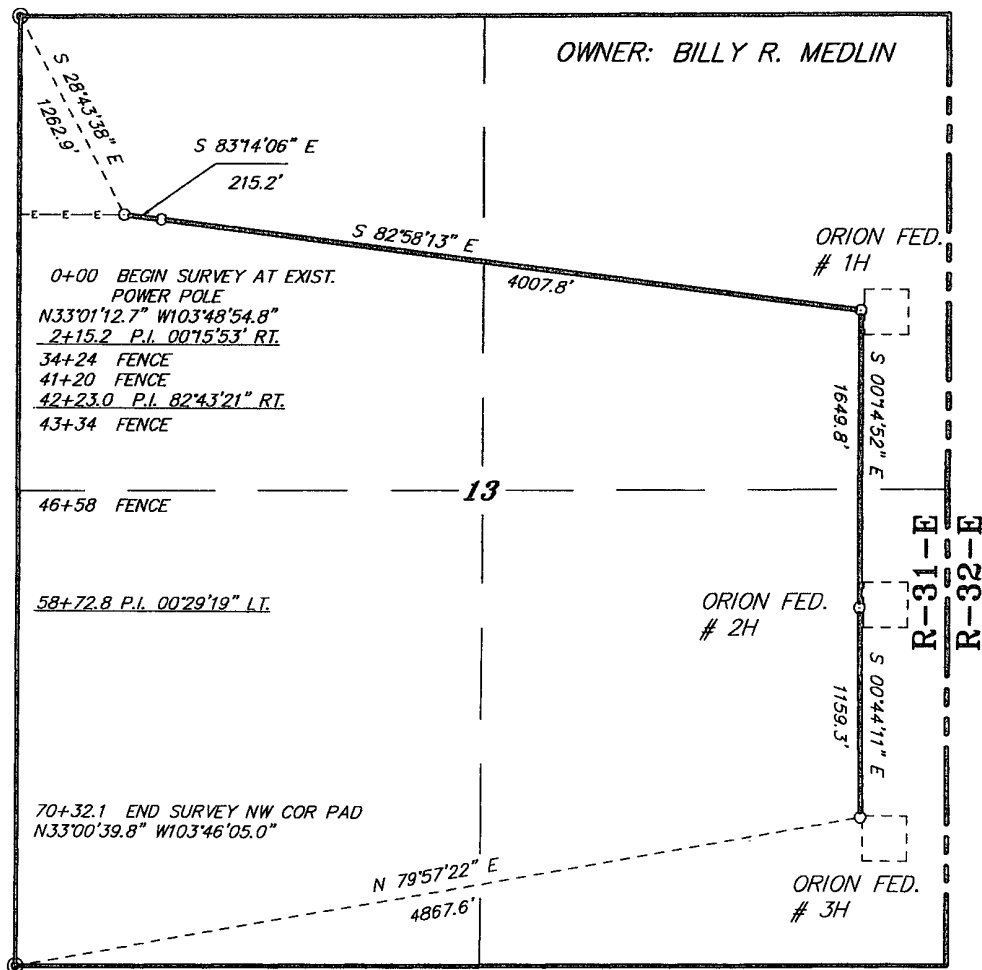 OWNER: BILLY R. MEDLIN
S 28°43'38" E
1262.9'
S 83°14'06" E
215.2'
E E E
S 82°58'13" E
4007.8'
ORION FED.
# 1H
0+00 BEGIN SURVEY AT EXIST.
POWER POLE
N33°01'12.7" W103°48'54.8"
2+15.2 P.I. 00°15'53' RT.
34+24 FENCE
41+20 FENCE
42+23.0 P.I. 82°43'21" RT.
43+34 FENCE
S 00°14'52" E
1649.8'
13
46+58 FENCE
R-31-E
R-32-E
58+72.8 P.I. 00°29'19" LT.
ORION FED.
# 2H
S 00°44'11" E
1159.3'
70+32.1 END SURVEY NW COR PAD
N33°00'39.8" W103°46'05.0"
N 79°57'22" E
4867.6'
ORION FED.
# 3H